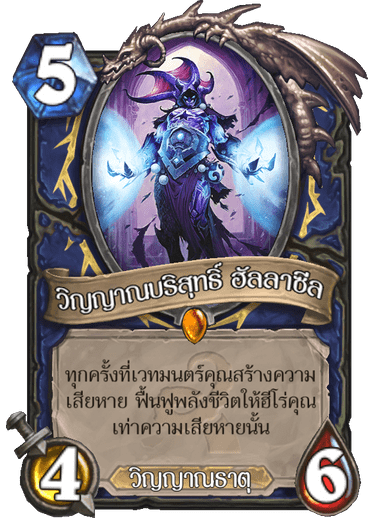 5
วิญญาณบริสุทธิ์ ฮัลลาซีล
ทุกครั้งที่เวทมนตร์คุณสร้างความ
เสียหาย ฟื้นฟูพลังชีวิตให้ฮีโร่คุณ
เท่าความเสียหายนั้น
4
วิญญาณธาตุ
6